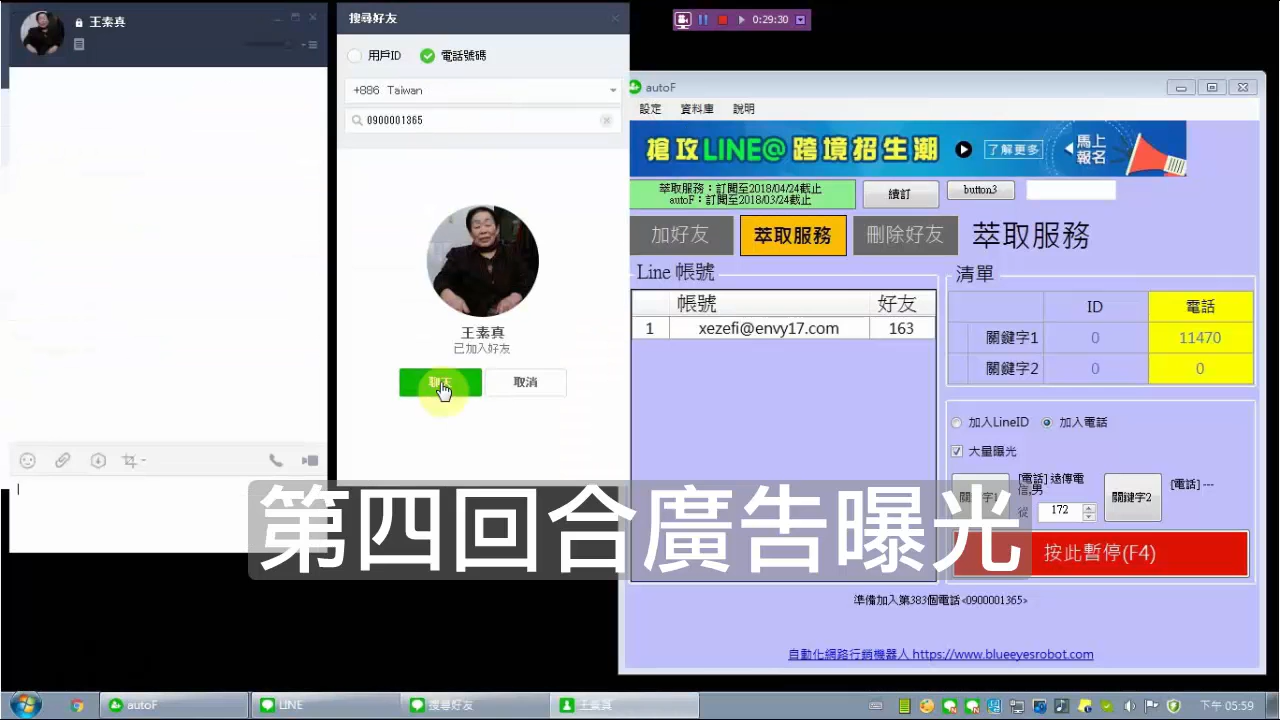 王素真
搜尋好友
用戶ID
電話號碼
+886 Taiwan
0900001365
王素真
已加入好友
取消
0:29:30
autoF
設定 資料庫 說明
搶攻LINE@ 跨境招生潮
了解更多
馬上
報名
萃取服務：訂閱至2018/04/24截止
autoF：訂閱至2018/03/24截止
續訂
button3
加好友
萃取服務
刪除好友
萃取服務
Line 帳號
帳號 好友
1 xezefi@envy17.com 163
清單
ID 電話
關鍵字1 0 11470
關鍵字2 0 0
加入LineID
加入電話
大量曝光
[電話] 遠傳電
從 172
關鍵字2
[電話] ---
第四回合廣告曝光
按此暫停(F4)
準備加入第383個電話<0900001365>
自動化網路行銷機器人 https://www.blueeyesrobot.com
autoF
LINE
搜尋好友
王素真
下午 05:59